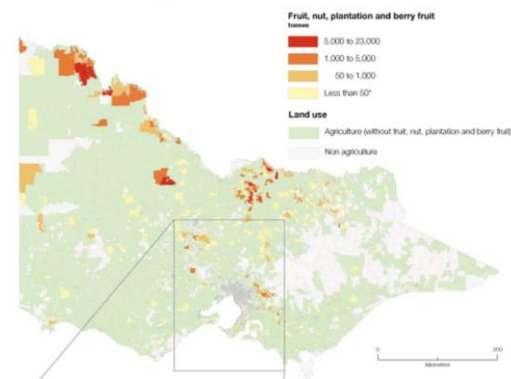 Fruit, nut, plantation and berry fruit
tonnes
5,000 to 23,000
1,000 to 5,000
50 to 1,000
Less than 50*
Land use
Agriculture (without fruit, nut, plantation and berry fruit)
Non agriculture
0 200
Kilometres